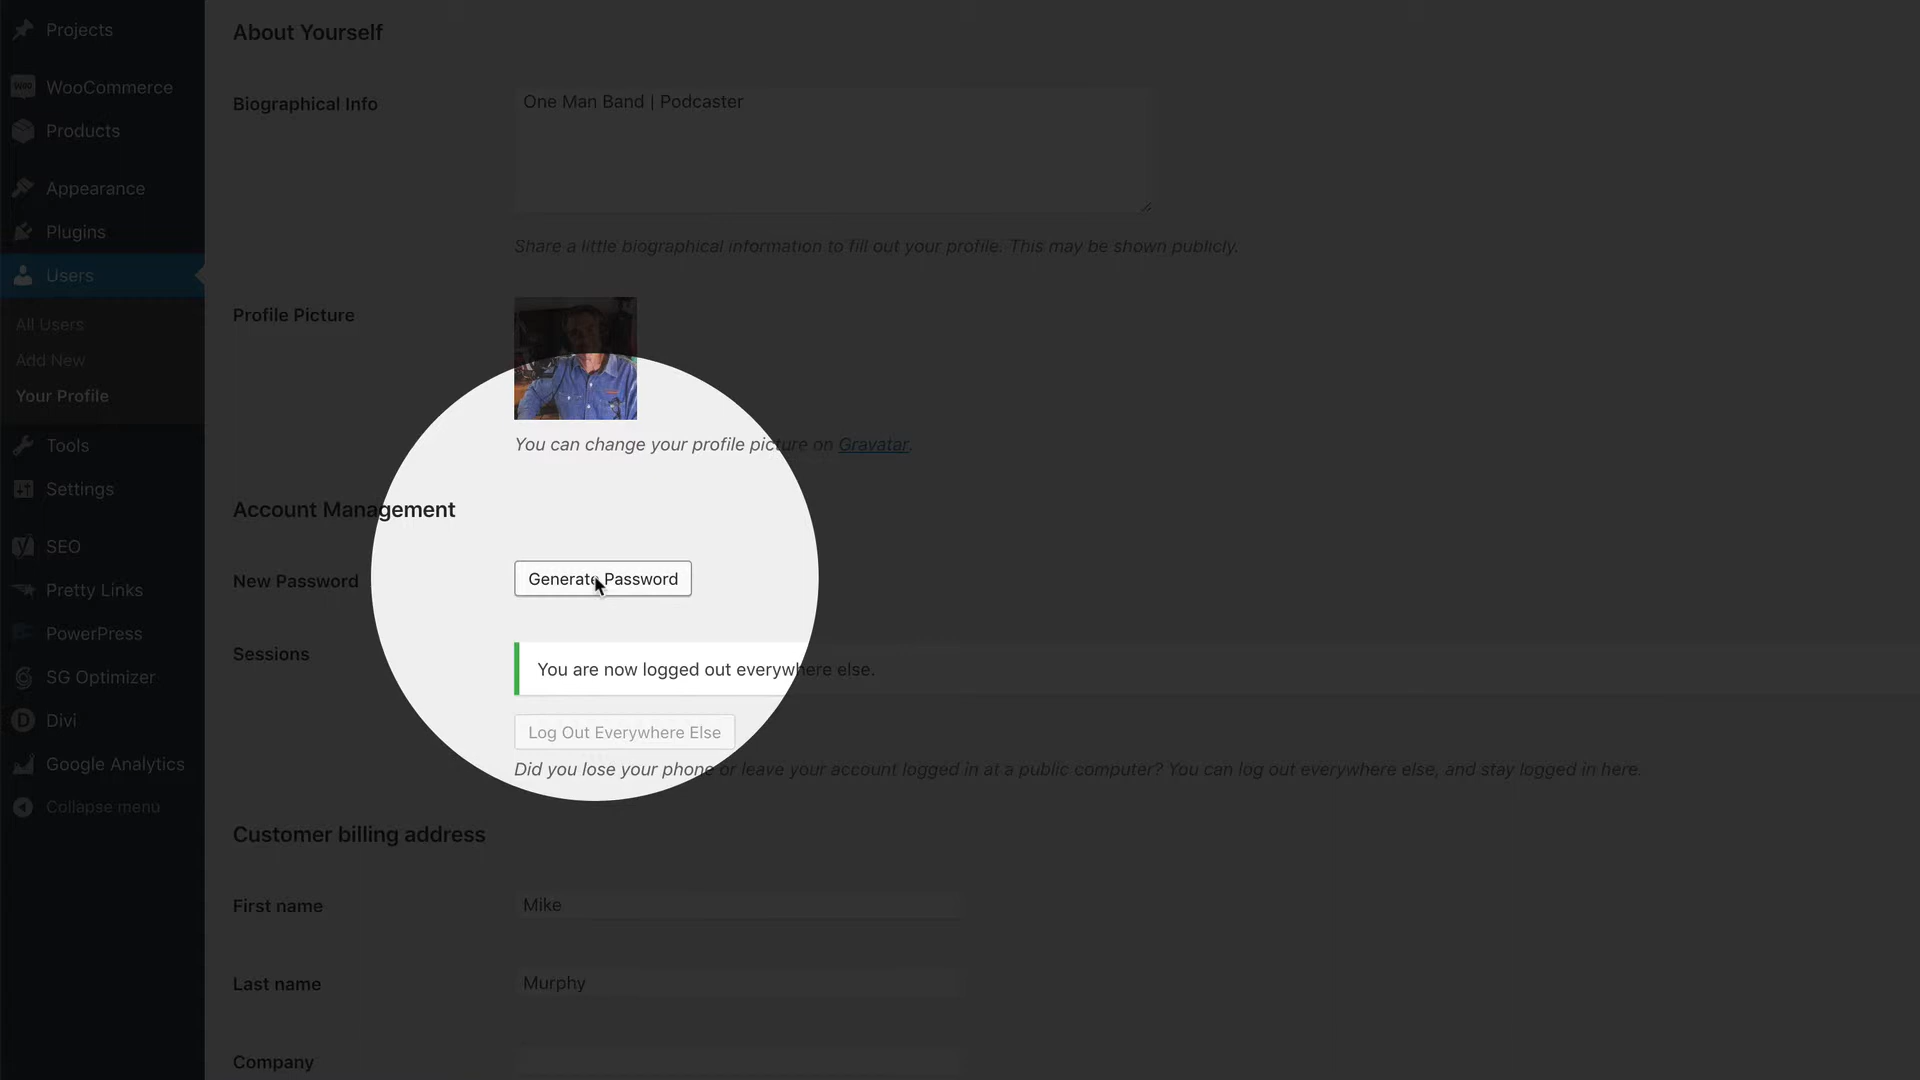 Projects
WooCommerce
Products
Appearance
Plugins
Users
All Users
Add New
Your Profile
Tools
Settings
SEO
Pretty Links
PowerPress
SG Optimizer
Divi
Google Analytics
Collapse menu
About Yourself
Biographical Info
One Man Band | Podcaster
Share a little biographical information to fill out your profile. This may be shown publicly.
Profile Picture
You can change your profile picture on Gravatar.
Account Management
New Password
Generate Password
Sessions
You are now logged out everywhere else.
Log Out Everywhere Else
Did you lose your phone or leave your account logged in at a public computer? You can log out everywhere else, and stay logged in here.
Customer billing address
First name
Mike
Last name
Murphy
Company